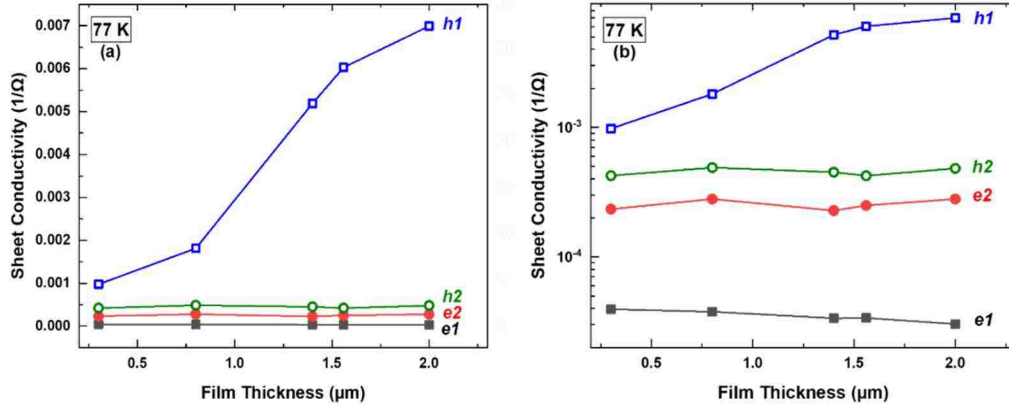 77 K
(a)
h1
h2
e2
e1
0.007
0.006
0.005
0.004
0.003
0.002
0.001
0.000
Sheet Conductivity (1/Ω)
0.5
1.0
1.5
2.0
Film Thickness (μm)
77 K
(b)
h1
h2
e2
e1
10⁻³
10⁻⁴
Sheet Conductivity (1/Ω)
0.5
1.0
1.5
2.0
Film Thickness (μm)